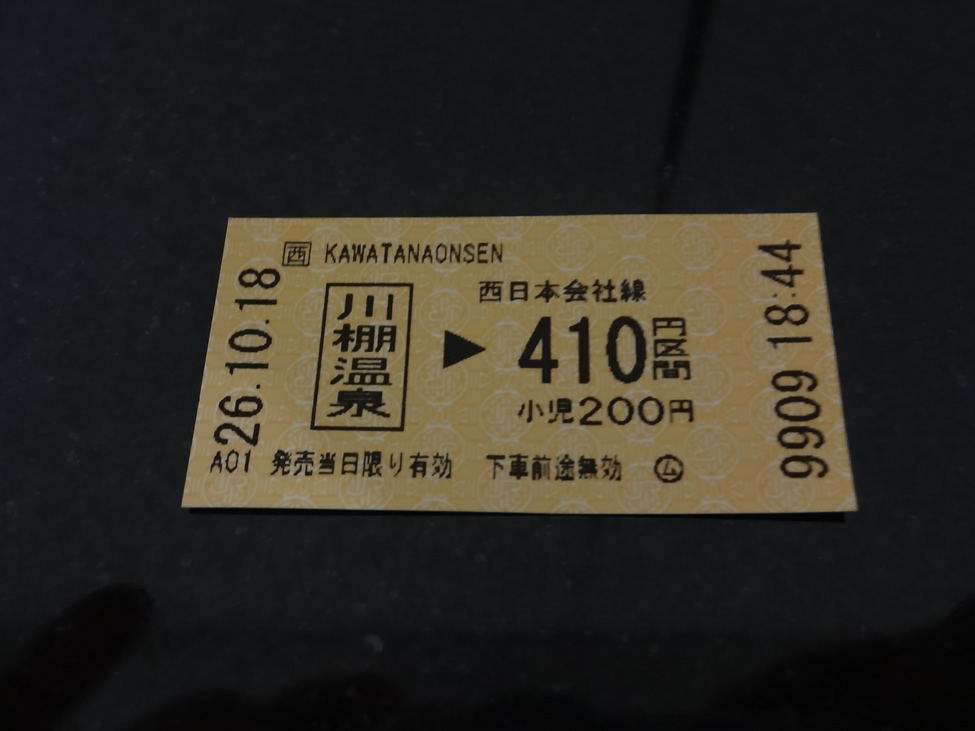 西 KAWATANAONSEN
26.10.18
川棚温泉
西日本会社線
▶ 410円区間
小児200円
A01 発売当日限り有効 下車前途無効 ム
9909 18:44